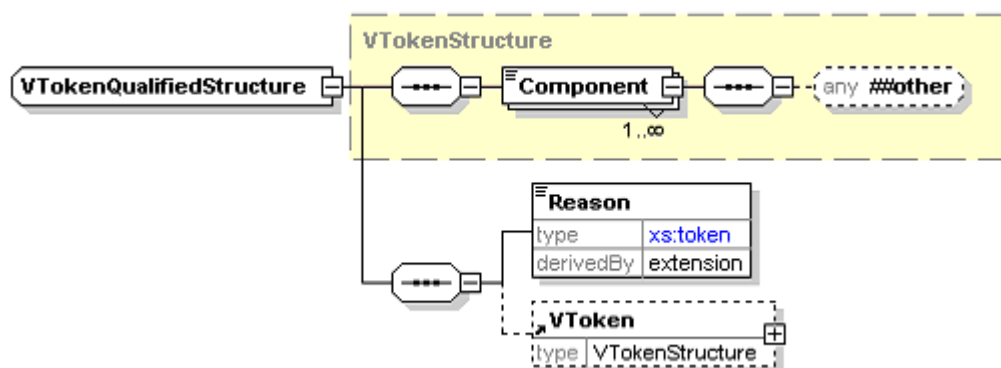 VTokenStructure
VTokenQualifiedStructure
Component
any ##other
1..∞
Reason
type xs:token
derivedBy extension
VToken
type VTokenStructure